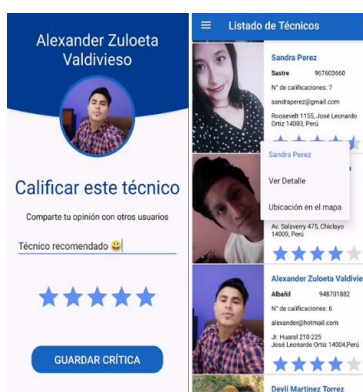 Alexander Zuloeta
Valdivieso
Calificar este técnico
Comparte tu opinión con otros usuarios
Técnico recomendado 😃
GUARDAR CRÍTICA
Listado de Técnicos
Sandra Perez
Sastre 967603660
N° de calificaciones: 7
sandraperez@gmail.com
Roosevelt 1155, José Leonardo
Ortiz 14093, Perú
Sandra Perez
Ver Detalle
Ubicación en el mapa
Av. Salaverry 475, Chiclayo
14009, Perú
Alexander Zuloeta Valdivie
Albañil 948701882
N° de calificaciones: 6
alexander@hotmail.com
Jr. Huaral 210-225
José Leonardo Ortiz 14004,Perú
Deyli Martinez Torrez